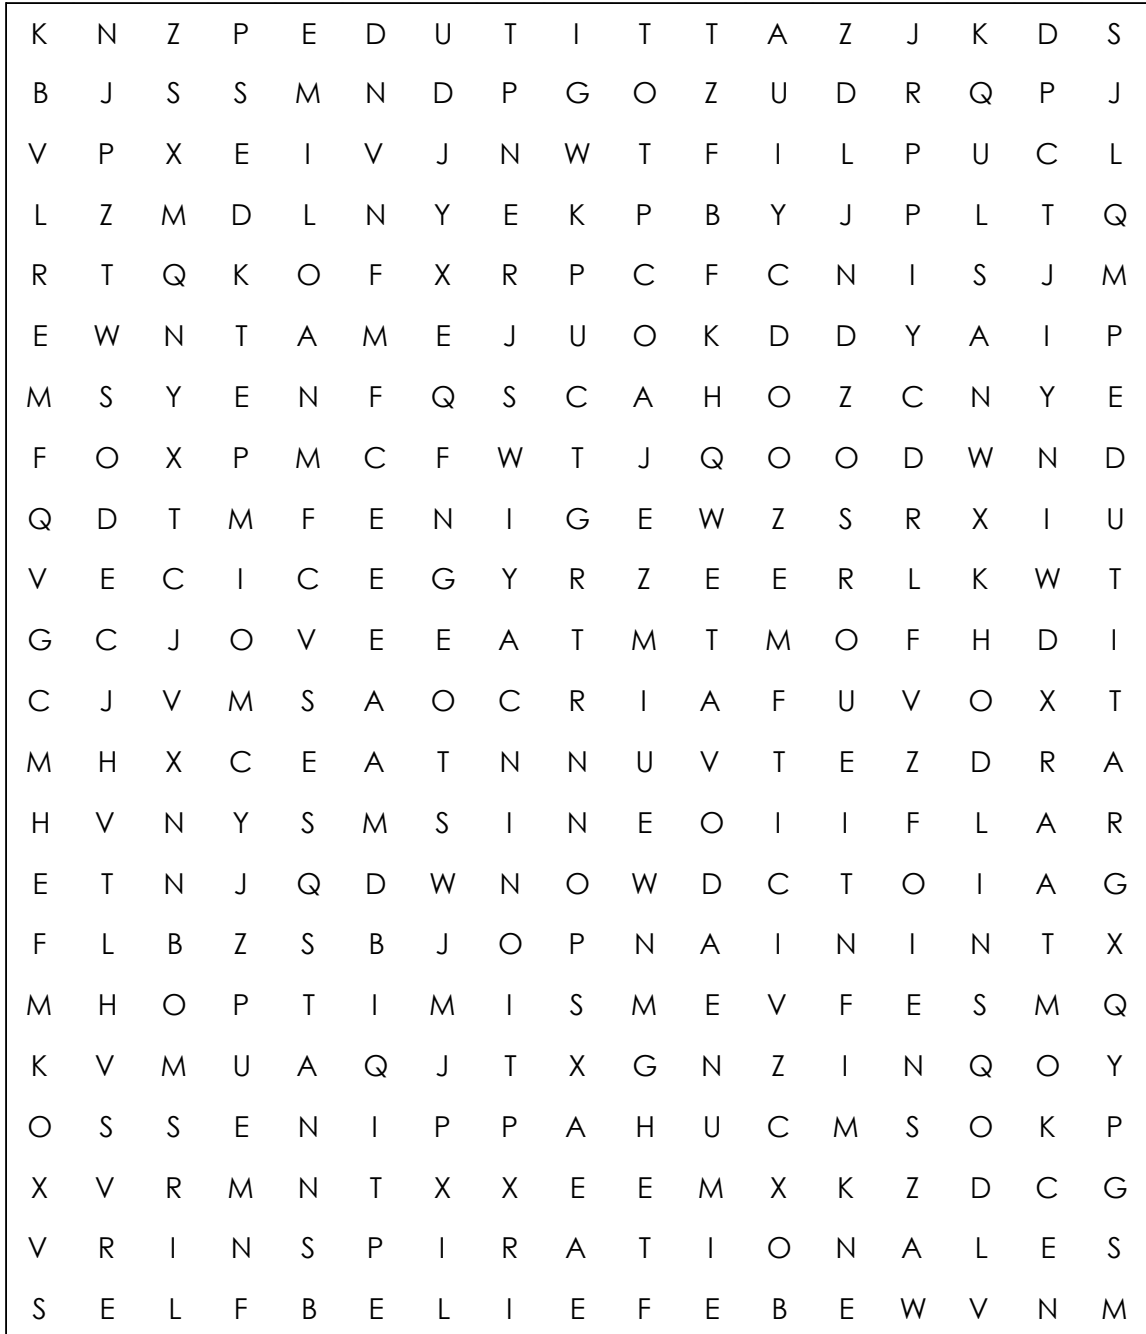 K N Z P E D U T I T T A Z J K D S
B J S S M N D P G O Z U D R Q P J
V P X E I V J N W T F I L P U C L
L Z M D L N Y E K P B Y J P L T Q
R T Q K O F X R P C F C N I S J M
E W N T A M E J U O K D D Y A I P
M S Y E N F Q S C A H O Z C N Y E
F O X P M C F W T J Q O O D W N D
Q D T M F E N I G E W Z S R X I U
V E C I C E G Y R Z E E R L K W T
G C J O V E E A T M T M O F H D I
C J V M S A O C R I A F U V O X T
M H X C E A T N N U V T E Z D R A
H V N Y S M S I N E O I I F L A R
E T N J Q D W N O W D C T O I A G
F L B Z S B J O P N A I N I N T X
M H O P T I M I S M E V F E S M Q
K V M U A Q J T X G N Z I N Q O Y
O S S E N I P P A H U C M S O K P
X V R M N T X X E E M X K Z D C G
V R I N S P I R A T I O N A L E S
S E L F B E L I E F E B E W V N M